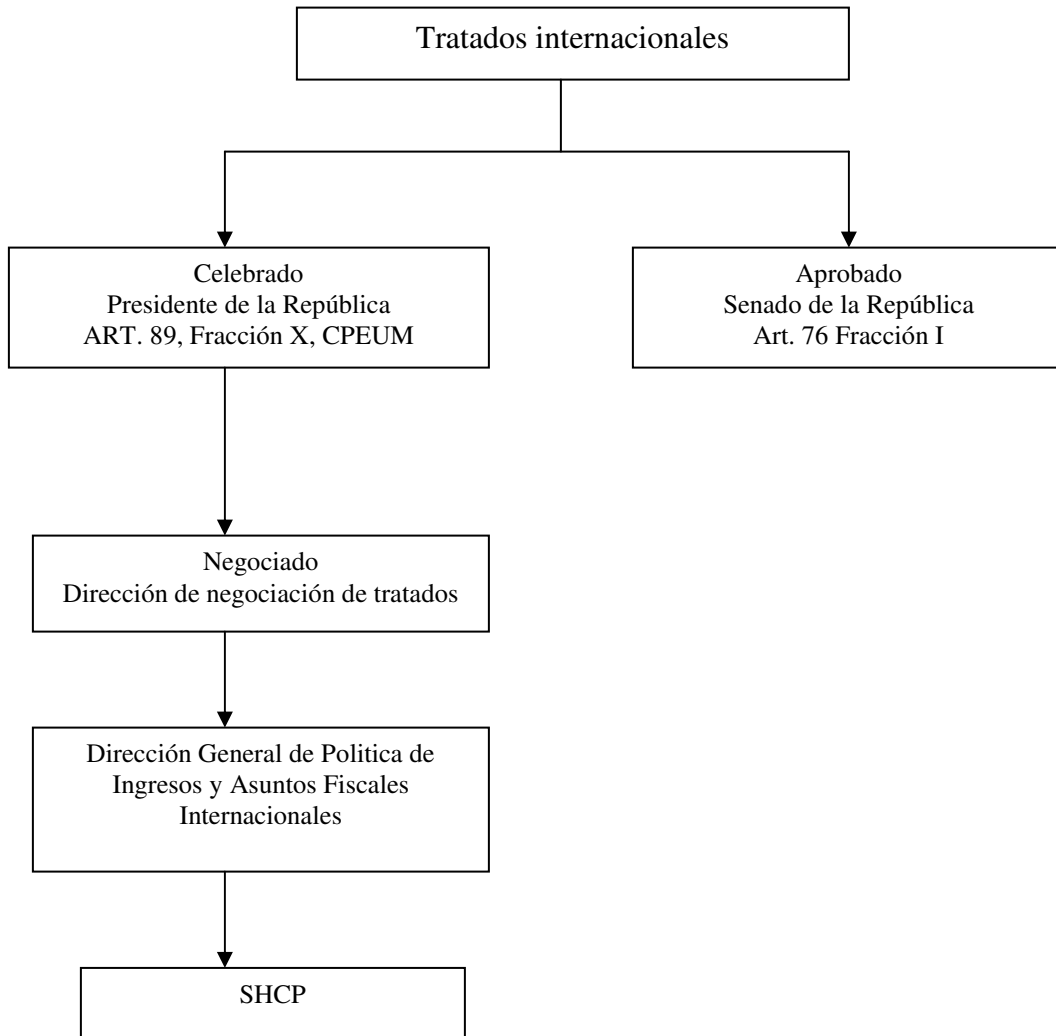 Tratados internacionales
Celebrado
Presidente de la República
ART. 89, Fracción X, CPEUM
Aprobado
Senado de la República
Art. 76 Fracción I
Negociado
Dirección de negociación de tratados
Dirección General de Politica de
Ingresos y Asuntos Fiscales
Internacionales
SHCP